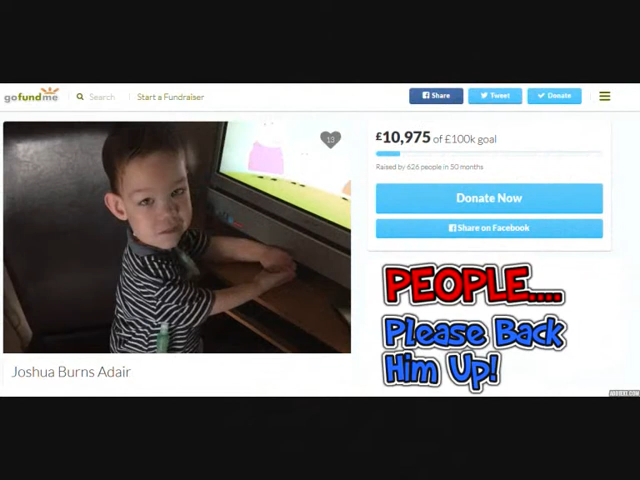 gofundme
Search
Start a Fundraiser
Share
Tweet
Donate
13
£10,975 of £100k goal
Raised by 626 people in 50 months
Donate Now
Share on Facebook
PEOPLE....
Please Back
Him Up!
Joshua Burns Adair